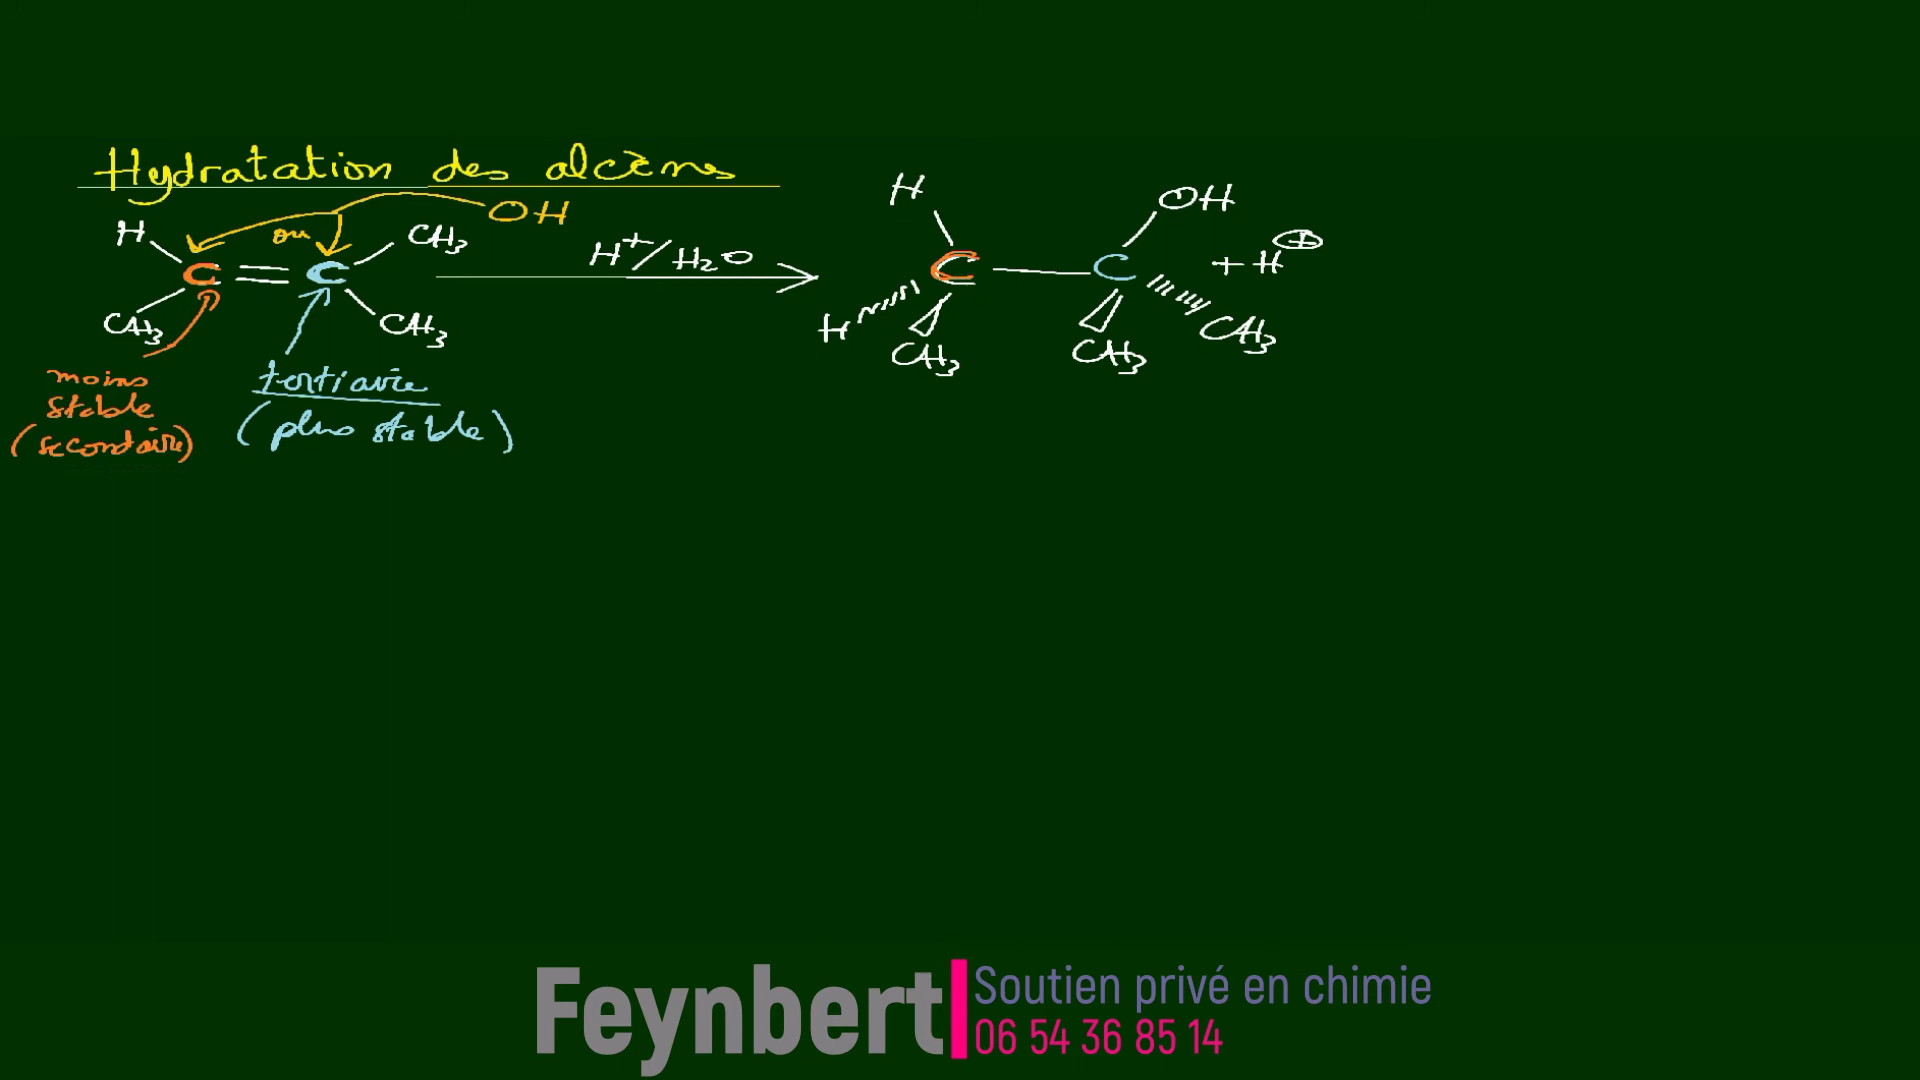 Hydratation des alcènes
OH
H
ou
CH3
C = C
H+/H2O
CH3
CH3
moins
stable
(secondaire)
tertiaire
(plus stable)
H
OH
C
C
+ H⊕
H
CH3
CH3
CH3
Feynbert
Soutien privé en chimie
06 54 36 85 14